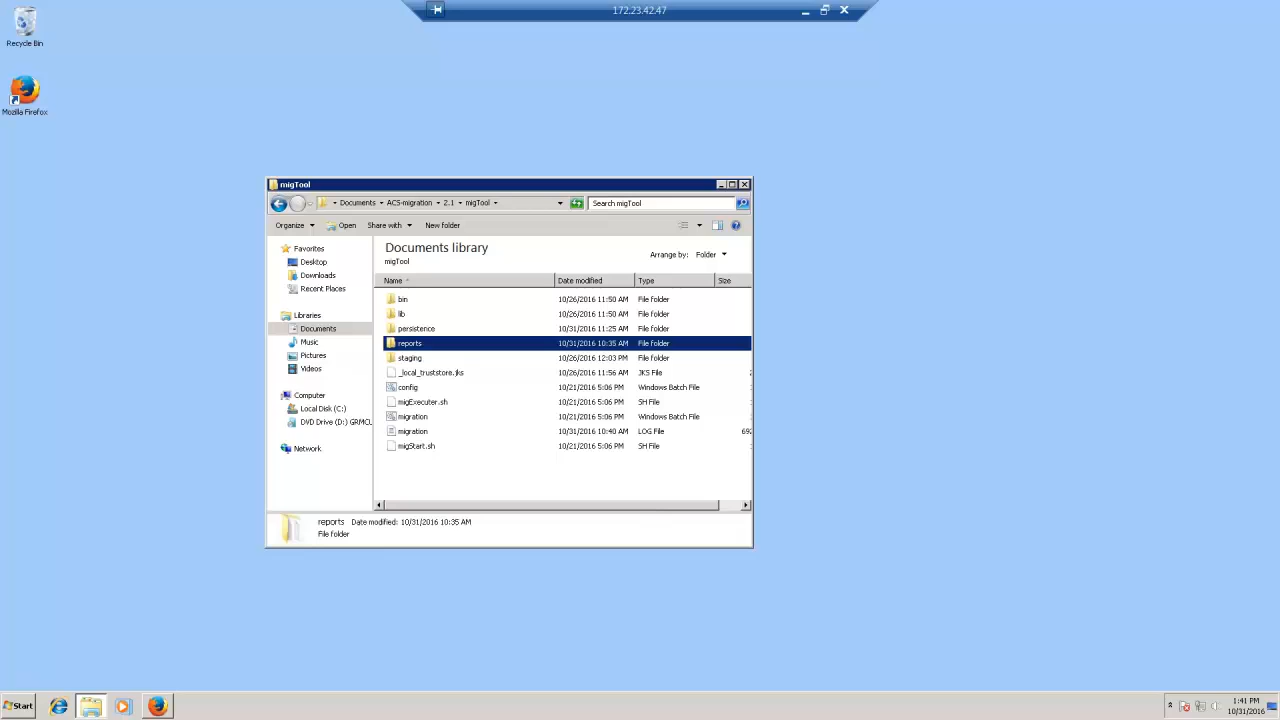 172.23.42.47
Recycle Bin
Mozilla Firefox
migTool
Documents ACS-migration 2.1 migTool
Search migTool
Organize Open Share with New folder
Favorites
Desktop
Downloads
Recent Places
Libraries
Documents
Music
Pictures
Videos
Computer
Local Disk (C:)
DVD Drive (D:) GRMCU
Network
Documents library
migTool
Arrange by: Folder
Name Date modified Type Size
bin 10/26/2016 11:50 AM File folder
lib 10/26/2016 11:50 AM File folder
persistence 10/31/2016 11:25 AM File folder
reports 10/31/2016 10:35 AM File folder
staging 10/26/2016 12:03 PM File folder
_local_truststore.jks 10/26/2016 11:56 AM JKS File
config 10/21/2016 5:06 PM Windows Batch File
migExecuter.sh 10/21/2016 5:06 PM SH File
migration 10/21/2016 5:06 PM Windows Batch File
migration 10/31/2016 10:40 AM LOG File 692
migStart.sh 10/21/2016 5:06 PM SH File
reports Date modified: 10/31/2016 10:35 AM
File folder
Start
1:41 PM
10/31/2016